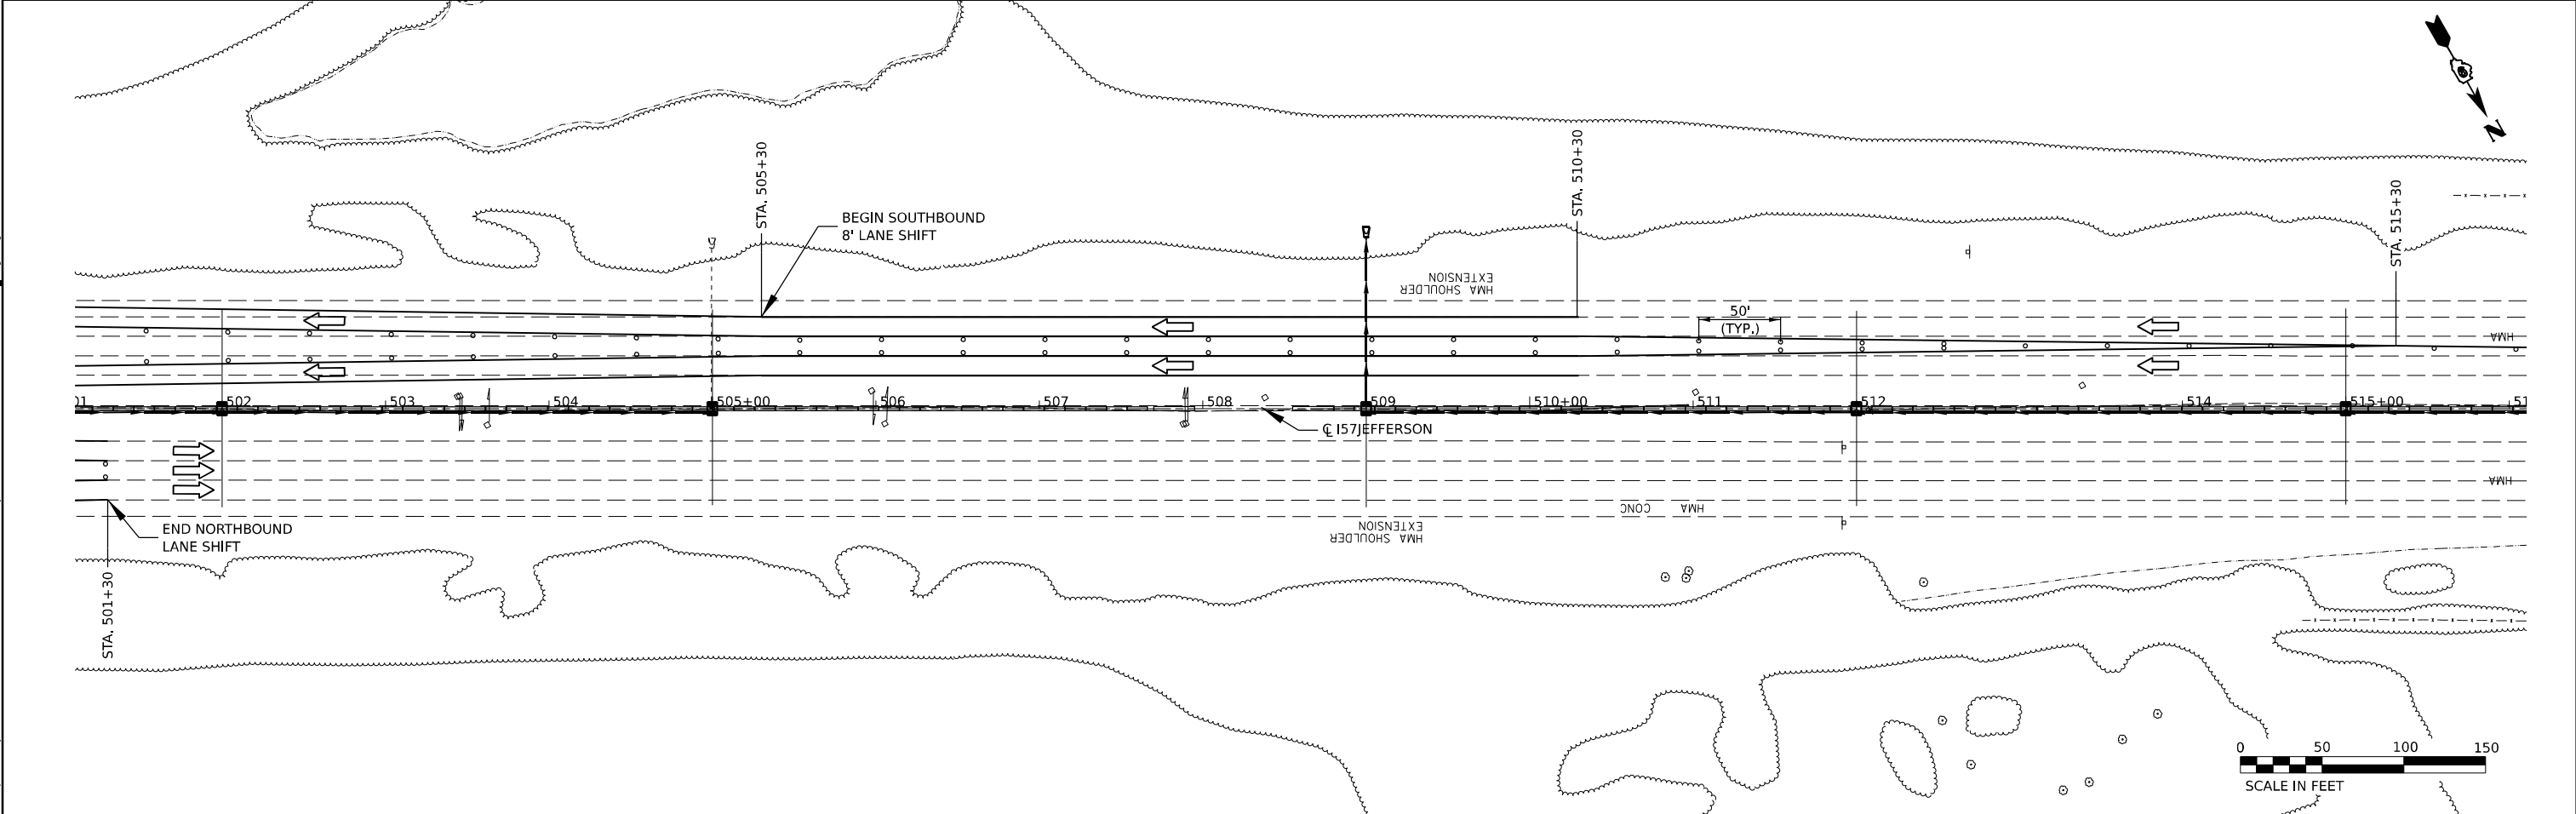 N
STA. 505+30
STA. 510+30
STA. 515+30
BEGIN SOUTHBOUND
8' LANE SHIFT
HMA SHOULDER
EXTENSION
50'
(TYP.)
HMA
01
502
503
504
505+00
506
507
508
509
510+00
511
512
514
515+00
51
℄ I57JEFFERSON
HMA
CONC
HMA
HMA SHOULDER
EXTENSION
END NORTHBOUND
LANE SHIFT
STA. 501+30
0 50 100 150
SCALE IN FEET